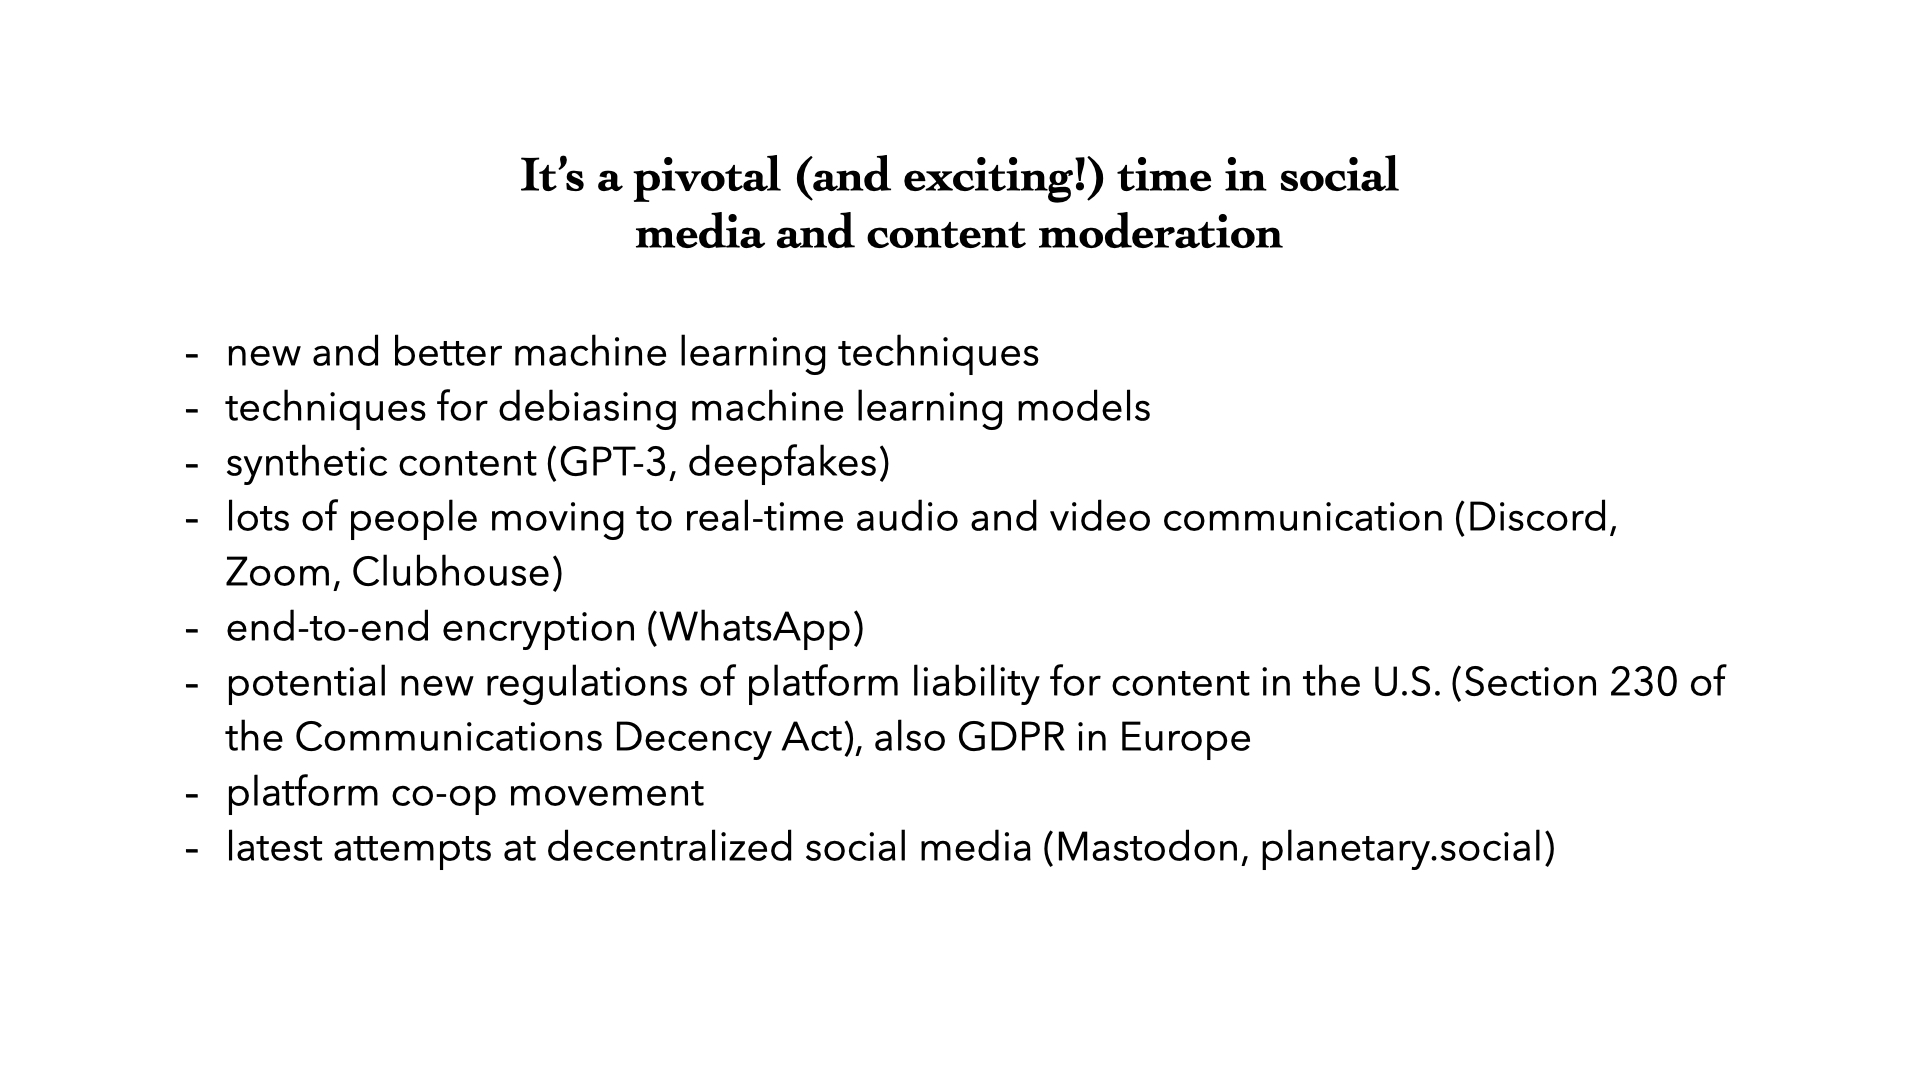 It’s a pivotal (and exciting!) time in social
media and content moderation
- new and better machine learning techniques
- techniques for debiasing machine learning models
- synthetic content (GPT-3, deepfakes)
- lots of people moving to real-time audio and video communication (Discord,
Zoom, Clubhouse)
- end-to-end encryption (WhatsApp)
- potential new regulations of platform liability for content in the U.S. (Section 230 of
the Communications Decency Act), also GDPR in Europe
- platform co-op movement
- latest attempts at decentralized social media (Mastodon, planetary.social)